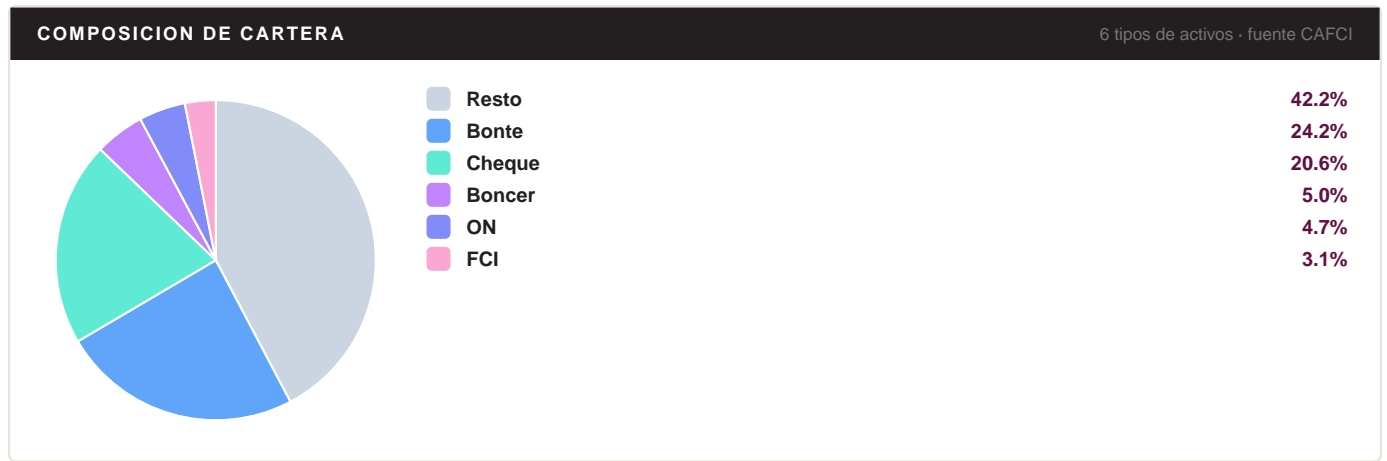 COMPOSICION DE CARTERA 6 tipos de activos · fuente CAFCI
Resto 42.2%
Bonte 24.2%
Cheque 20.6%
Boncer 5.0%
ON 4.7%
FCI 3.1%